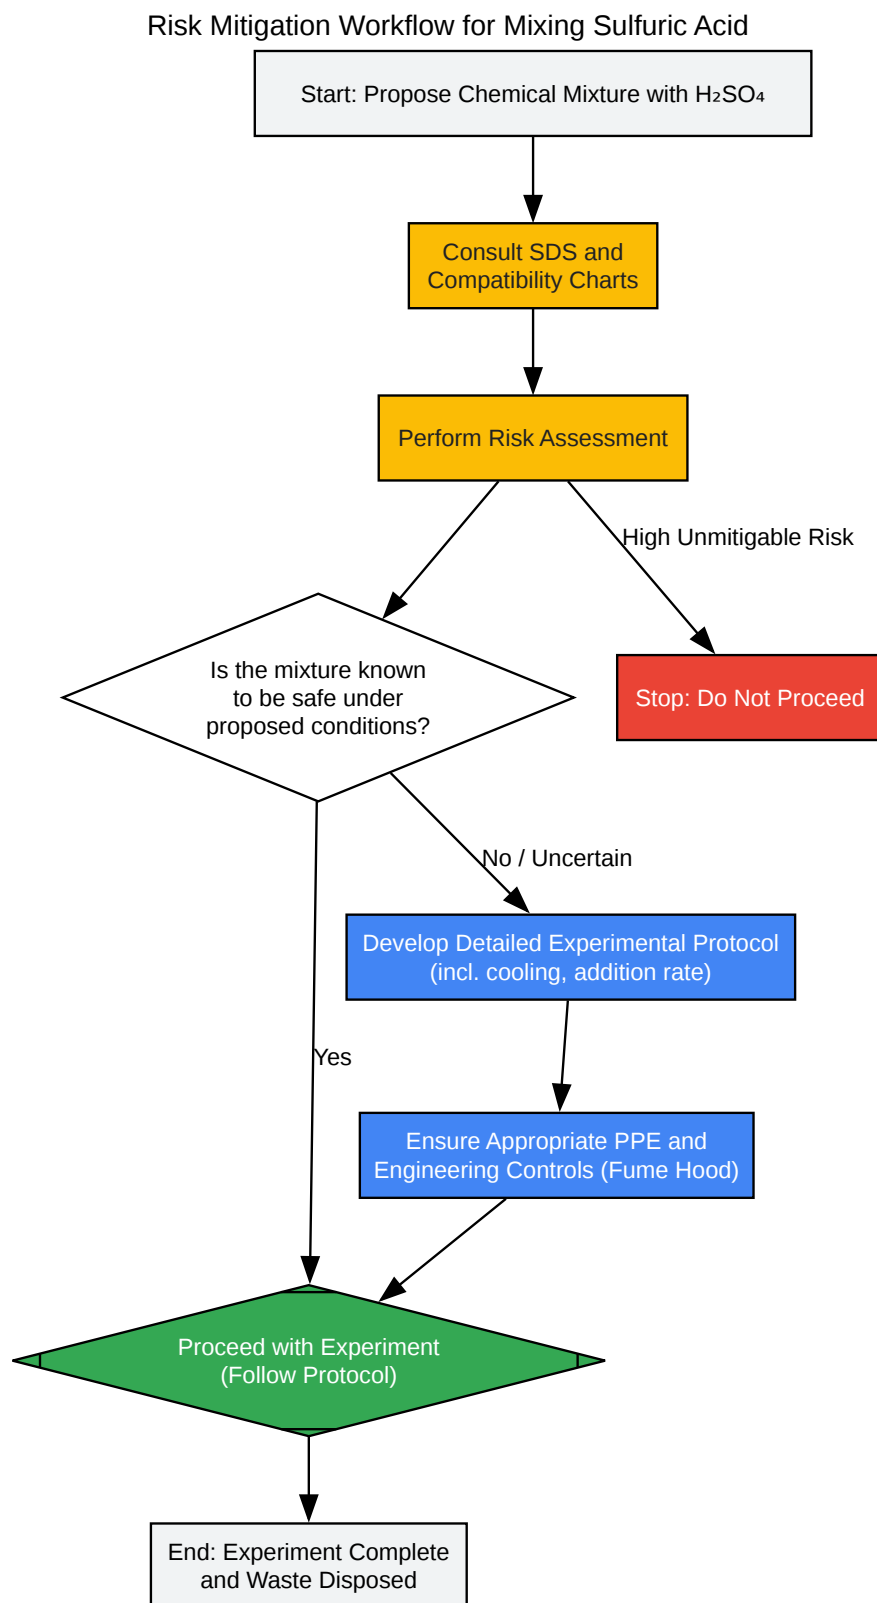 Risk Mitigation Workflow for Mixing Sulfuric Acid
Start: Propose Chemical Mixture with H₂SO₄
Consult SDS and
Compatibility Charts
Perform Risk Assessment
High Unmitigable Risk
Is the mixture known
to be safe under
proposed conditions?
Stop: Do Not Proceed
No / Uncertain
Develop Detailed Experimental Protocol
(incl. cooling, addition rate)
Yes
Ensure Appropriate PPE and
Engineering Controls (Fume Hood)
Proceed with Experiment
(Follow Protocol)
End: Experiment Complete
and Waste Disposed